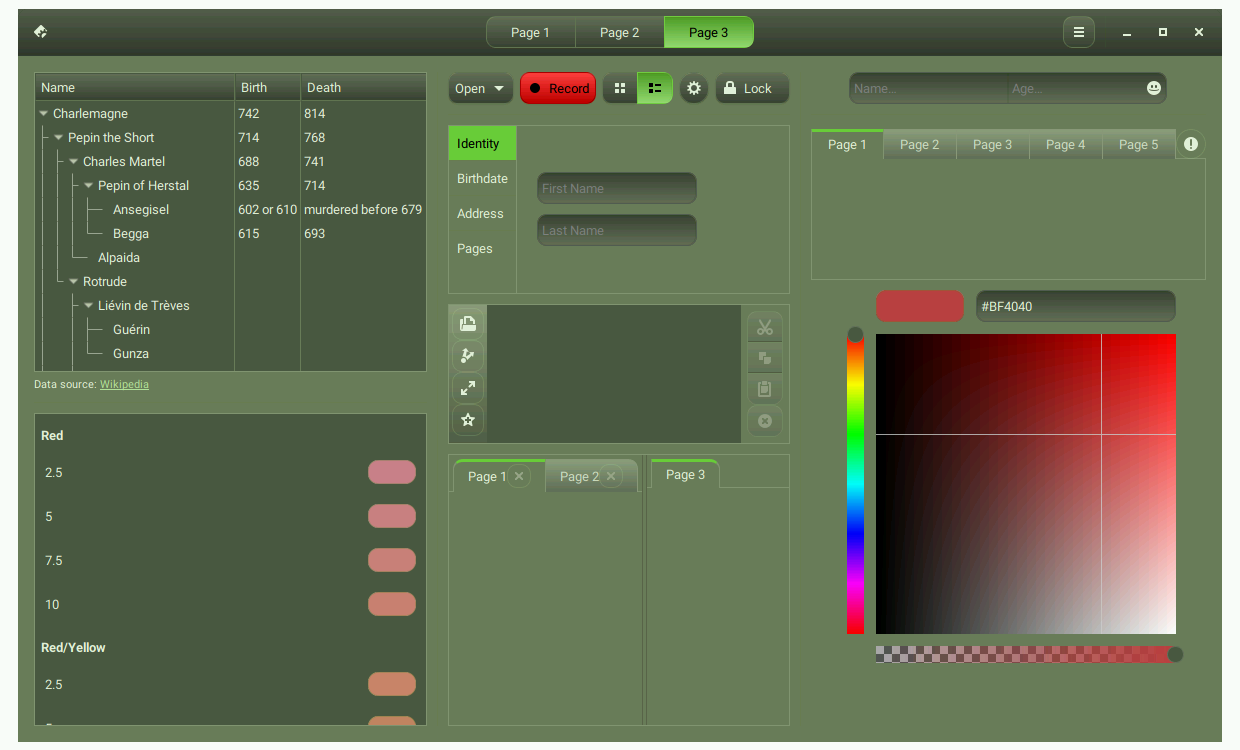 Page 1 Page 2 Page 3
Name Birth Death
Charlemagne 742 814
Pepin the Short 714 768
Charles Martel 688 741
Pepin of Herstal 635 714
Ansegisel 602 or 610 murdered before 679
Begga 615 693
Alpaida
Rotrude
Liévin de Trèves
Guérin
Gunza
Data source: Wikipedia
Red
2.5
5
7.5
10
Red/Yellow
2.5
Open Record Lock
Identity
Birthdate
Address
Pages
First Name
Last Name
Page 1 Page 2 Page 3
Name... Age...
Page 1 Page 2 Page 3 Page 4 Page 5
#BF4040